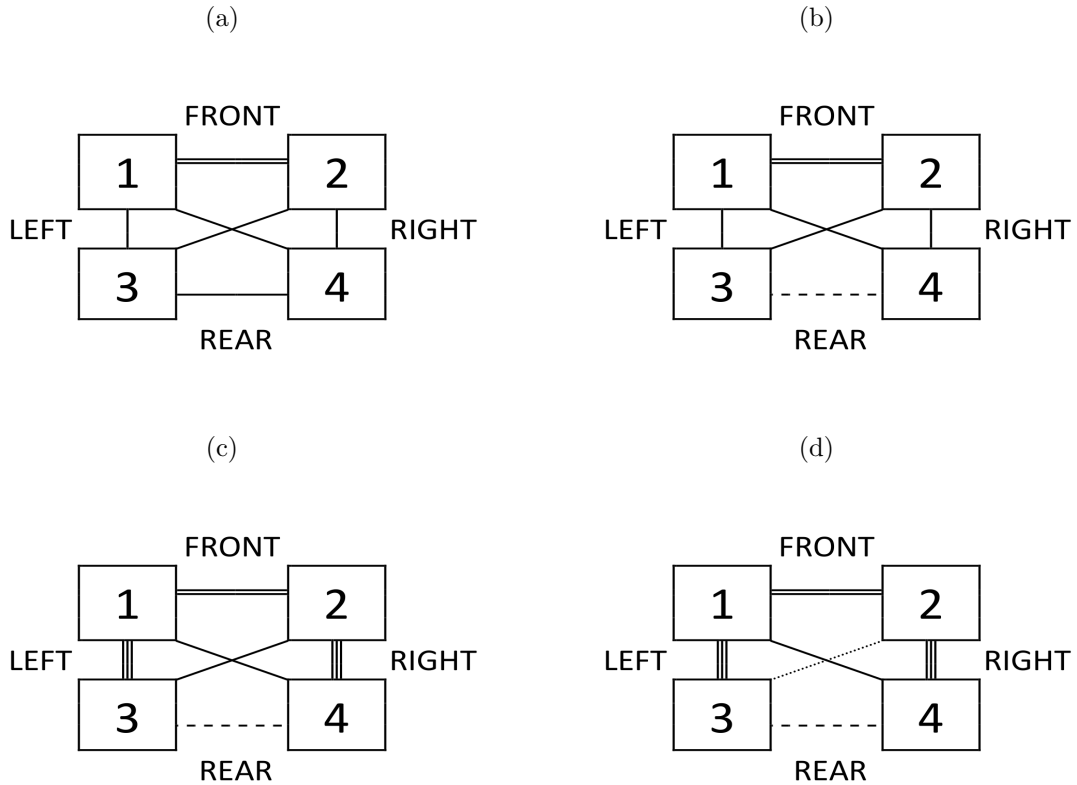 (a) (b)
FRONT FRONT
1 2 1 2
LEFT RIGHT LEFT RIGHT
3 4 3 4
REAR REAR
(c) (d)
FRONT FRONT
1 2 1 2
LEFT RIGHT LEFT RIGHT
3 4 3 4
REAR REAR